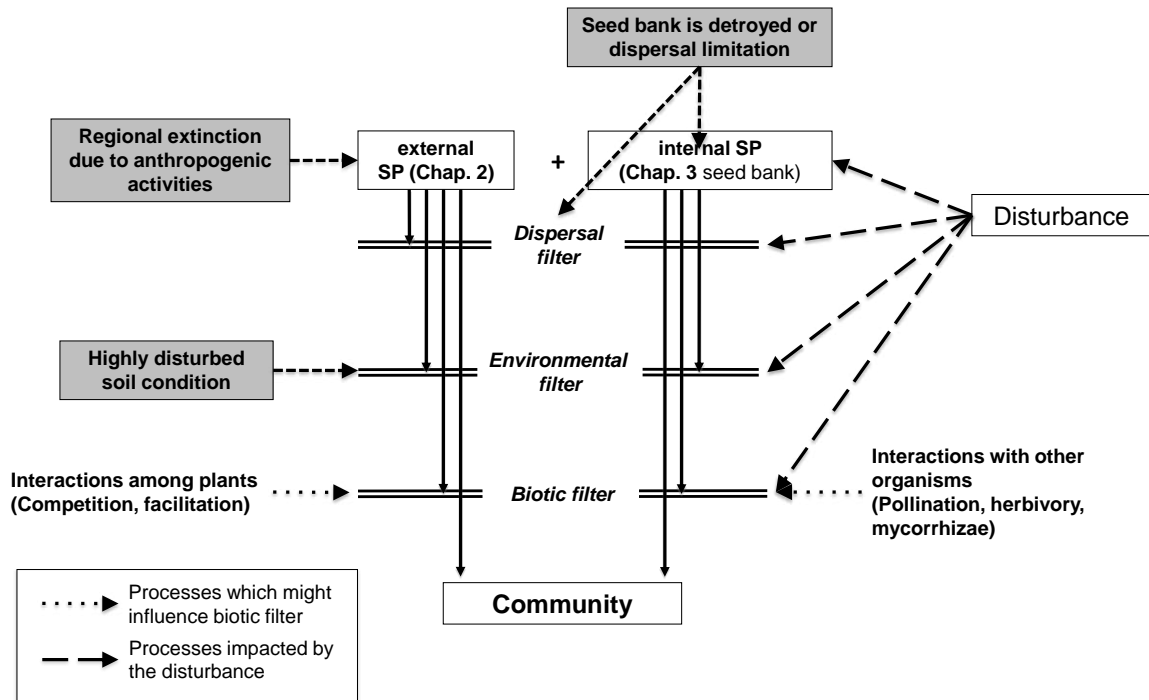 Seed bank is detroyed or
dispersal limitation
Regional extinction
due to anthropogenic
activities
external
SP (Chap. 2)
+
internal SP
(Chap. 3 seed bank)
Disturbance
Dispersal
filter
Highly disturbed
soil condition
Environmental
filter
Interactions among plants
(Competition, facilitation)
Biotic filter
Interactions with other
organisms
(Pollination, herbivory,
mycorrhizae)
Community
Processes which might
influence biotic filter
Processes impacted by
the disturbance